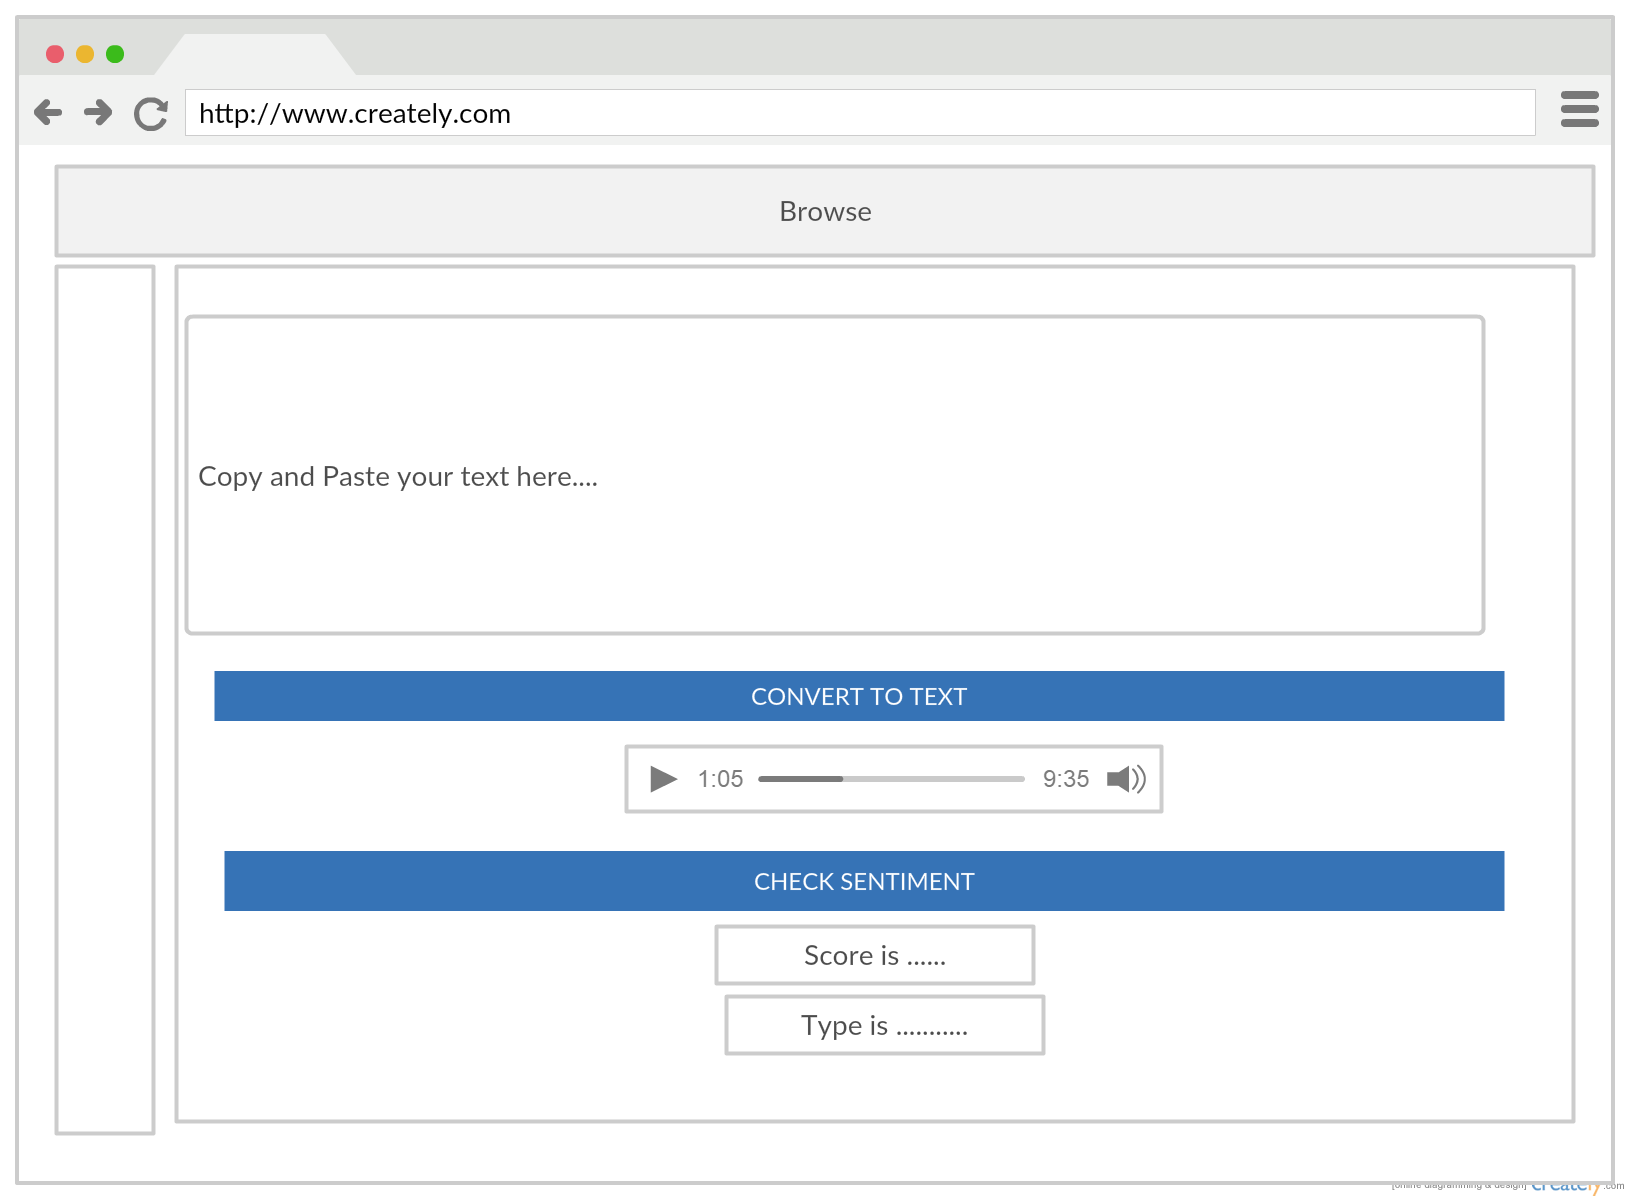 http://www.creately.com
Browse
Copy and Paste your text here....
CONVERT TO TEXT
1:05 9:35
CHECK SENTIMENT
Score is ......
Type is ...........
[online diagramming & design] creately.com